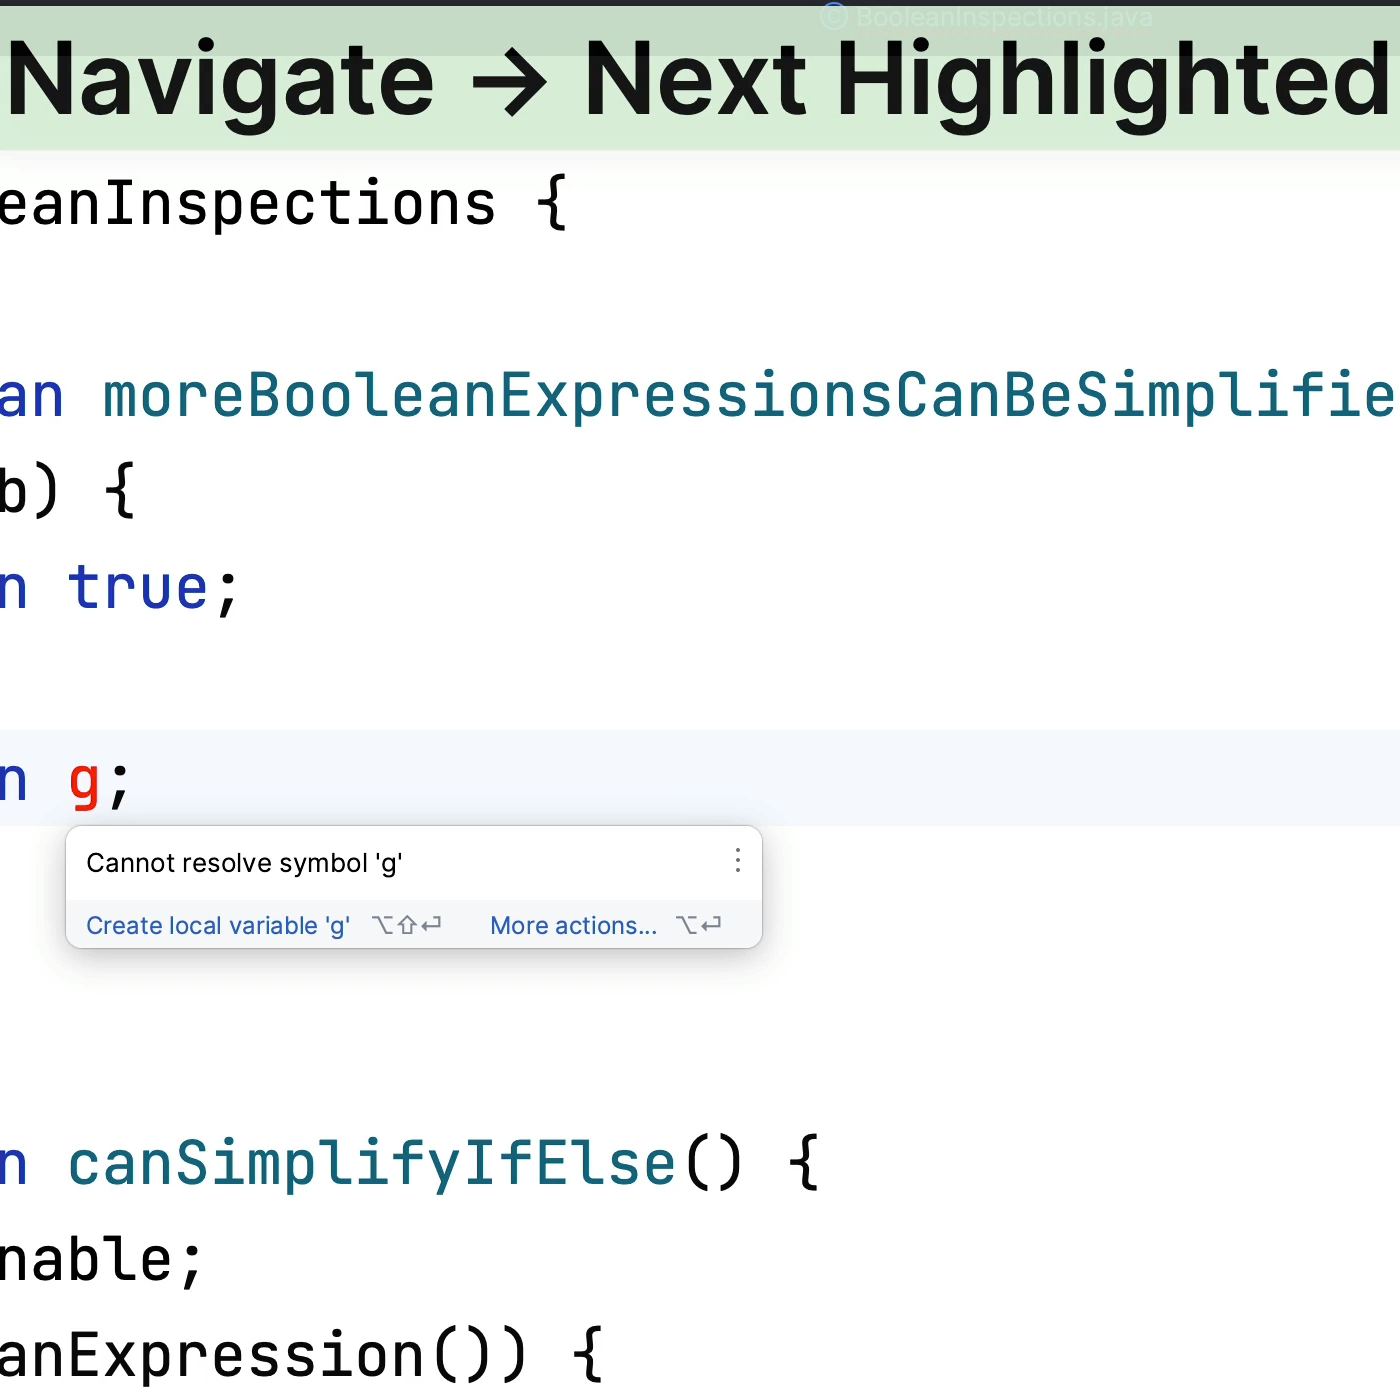 BooleanInspections.java
Navigate → Next Highlighted
eanInspections {
an moreBooleanExpressionsCanBeSimplifie
b) {
n true;
n g;
Cannot resolve symbol 'g'
Create local variable 'g' ⌥⇧⏎ More actions... ⌥⏎
n canSimplifyIfElse() {
nable;
anExpression()) {